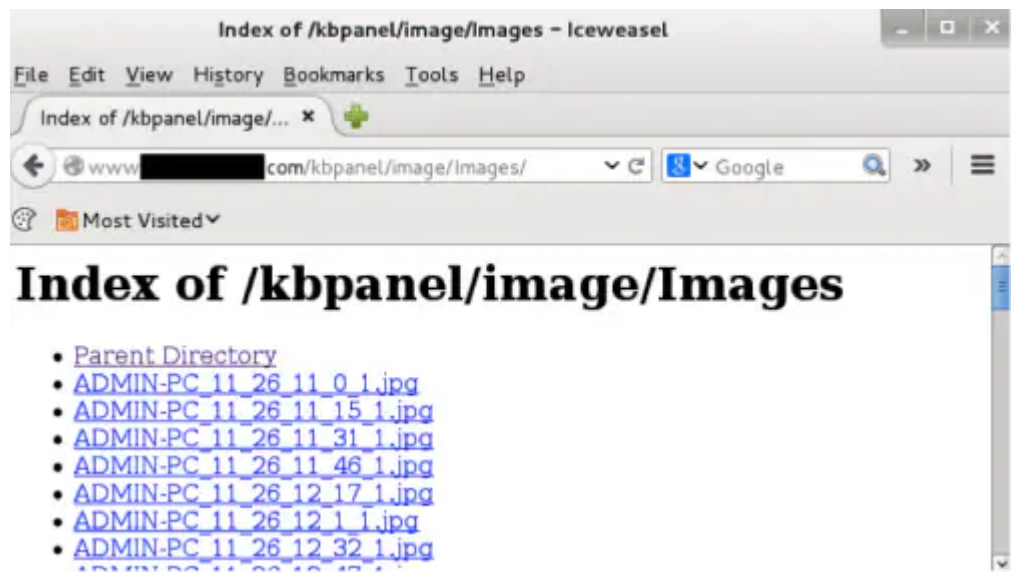 Index of /kbpanel/image/Images - Iceweasel
File Edit View History Bookmarks Tools Help
Index of /kbpanel/image/...
www com/kbpanel/image/Images/ Google
Most Visited
Index of /kbpanel/image/Images
Parent Directory
ADMIN-PC_11_26_11_0_1.jpg
ADMIN-PC_11_26_11_15_1.jpg
ADMIN-PC_11_26_11_31_1.jpg
ADMIN-PC_11_26_11_46_1.jpg
ADMIN-PC_11_26_12_17_1.jpg
ADMIN-PC_11_26_12_1_1.jpg
ADMIN-PC_11_26_12_32_1.jpg